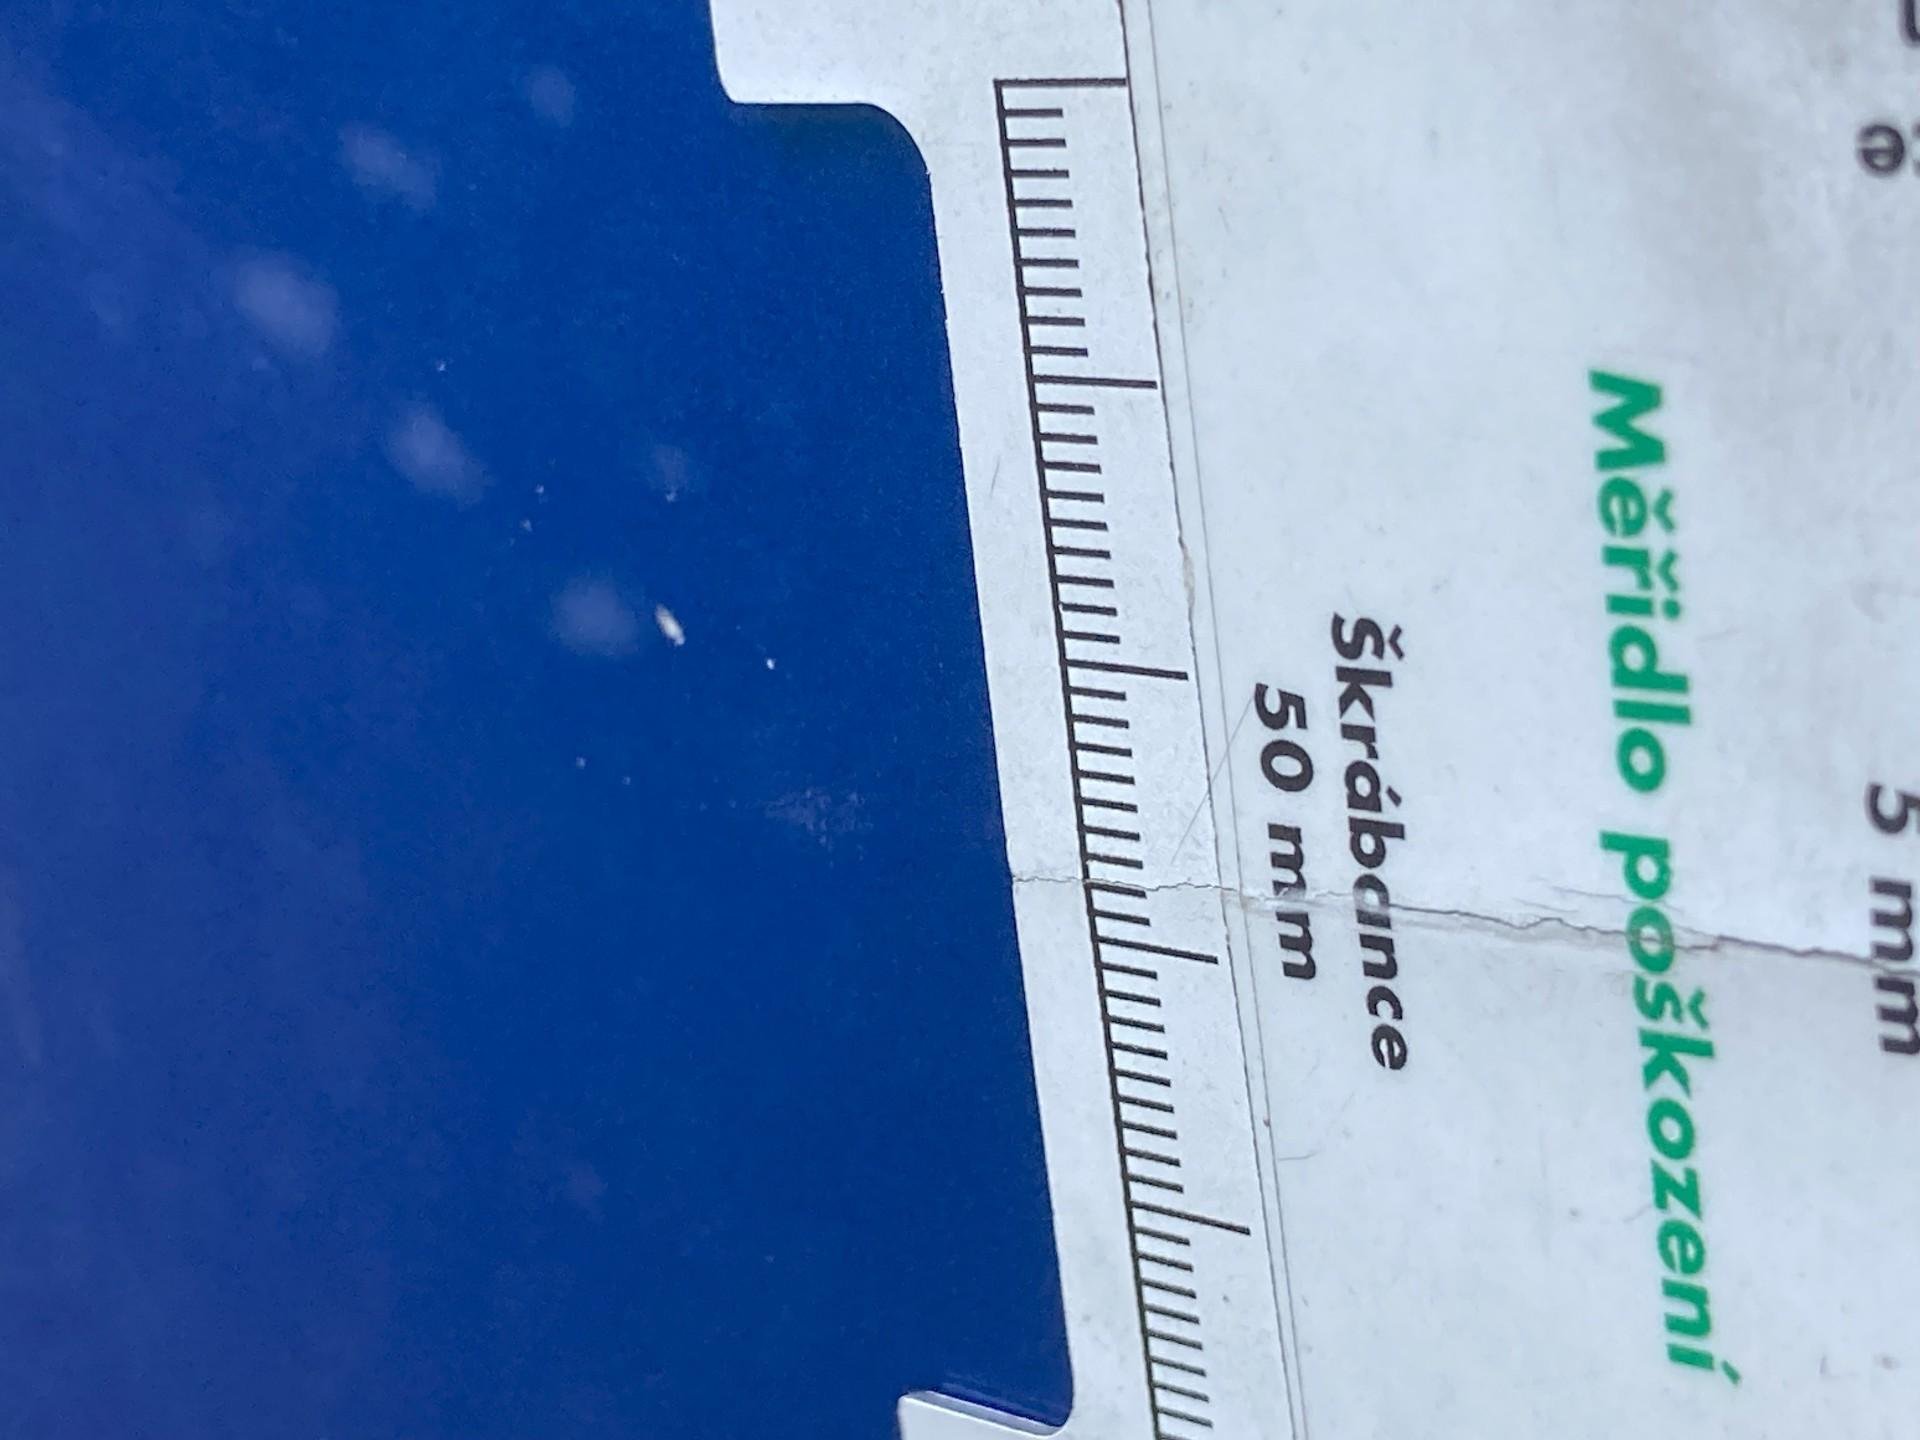 Měřidlo poškození
Škrábance
50 mm
5 mm